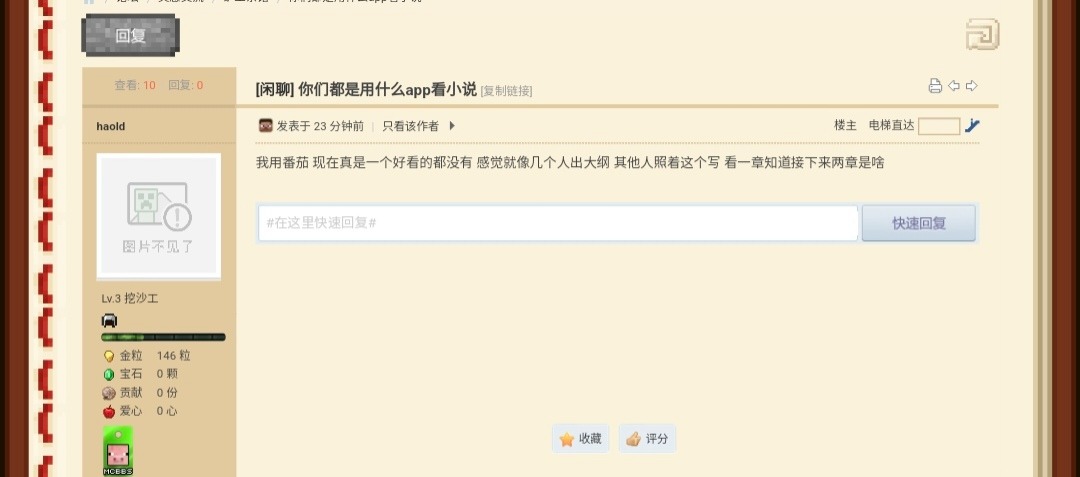 回复
查看: 10 回复: 0
[闲聊] 你们都是用什么app看小说 [复制链接]
haold
发表于 23 分钟前 | 只看该作者
楼主 电梯直达
我用番茄 现在真是一个好看的都没有 感觉就像几个人出大纲 其他人照着这个写 看一章知道接下来两章是啥
#在这里快速回复#
快速回复
图片不见了
Lv.3 挖沙工
金粒 146 粒
宝石 0 颗
贡献 0 份
爱心 0 心
MCBBS
收藏
评分